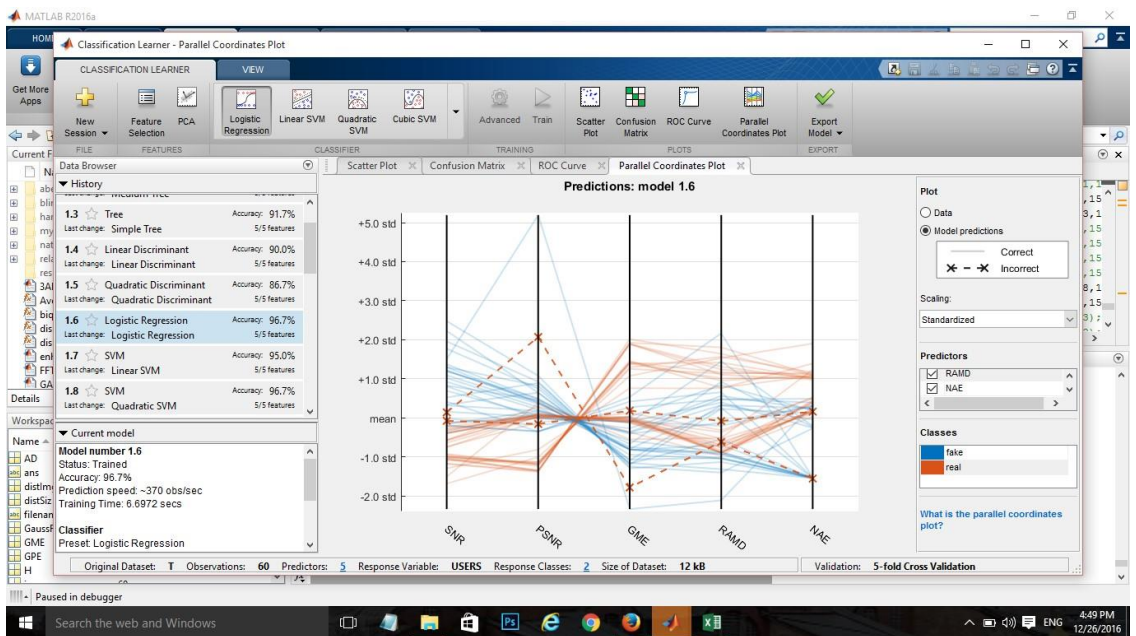 MATLAB R2016a
HOM
Classification Learner - Parallel Coordinates Plot
CLASSIFICATION LEARNER
VIEW
Get More Apps
New Session
Feature Selection
PCA
Logistic Regression
Linear SVM
Quadratic SVM
Cubic SVM
Advanced
Train
Scatter Plot
Confusion Matrix
ROC Curve
Parallel Coordinates Plot
Export Model
FILE
FEATURES
CLASSIFIER
TRAINING
PLOTS
EXPORT
Current F
Data Browser
Scatter Plot
Confusion Matrix
ROC Curve
Parallel Coordinates Plot
History
1.3 Tree
Accuracy: 91.7%
Last change: Simple Tree
5/5 features
1.4 Linear Discriminant
Accuracy: 90.0%
Last change: Linear Discriminant
5/5 features
1.5 Quadratic Discriminant
Accuracy: 86.7%
Last change: Quadratic Discriminant
5/5 features
1.6 Logistic Regression
Accuracy: 96.7%
Last change: Logistic Regression
5/5 features
1.7 SVM
Accuracy: 95.0%
Last change: Linear SVM
5/5 features
1.8 SVM
Accuracy: 96.7%
Last change: Quadratic SVM
5/5 features
Current model
Model number 1.6
Status: Trained
Accuracy: 96.7%
Prediction speed: ~370 obs/sec
Training Time: 6.6972 secs
Classifier
Preset: Logistic Regression
Details
Workspac
Name
AD
ans
distIm
distSiz
filenan
GaussF
GME
GPE
H
Predictions: model 1.6
+5.0 std
+4.0 std
+3.0 std
+2.0 std
+1.0 std
mean
-1.0 std
-2.0 std
SNR
PSNR
GME
RAMD
NAE
Plot
Data
Model predictions
Correct
Incorrect
Scaling:
Standardized
Predictors
RAMD
NAE
Classes
fake
real
What is the parallel coordinates plot?
Original Dataset: T Observations: 60 Predictors: 5 Response Variable: USERS Response Classes: 2 Size of Dataset: 12 kB
Validation: 5-fold Cross Validation
Paused in debugger
Search the web and Windows
ENG
4:49 PM
12/26/2016